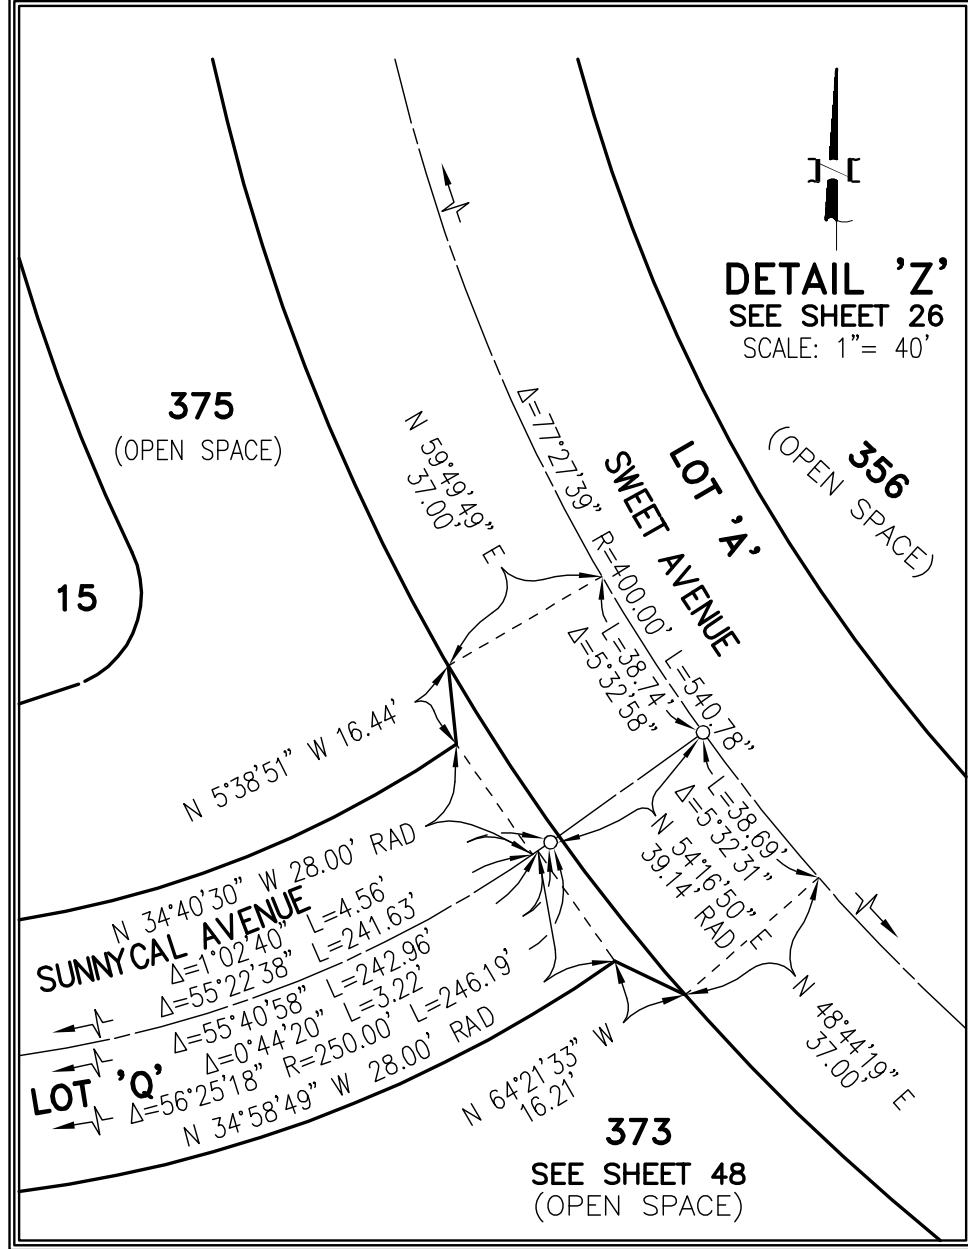 DETAIL 'Z'
SEE SHEET 26
SCALE: 1"= 40'
375
(OPEN SPACE)
15
356
(OPEN SPACE)
LOT 'A'
SWEET AVENUE
Δ=77°27'39" R=400.00' L=540.78"
N 59°49'49" E
37.00'
L=38.74'
Δ=5°32'58"
N 5°38'51" W 16.44'
L=38.69'
Δ=5°32'31"
N 54°16'50" E
39.14' RAD
N 34°40'30" W 28.00' RAD
SUNNYCAL AVENUE
Δ=1°02'40" L=4.56'
Δ=55°22'38" L=241.63'
Δ=55°40'58" L=242.96'
Δ=0°44'20" L=3.22'
LOT 'Q'
Δ=56°25'18" R=250.00' L=246.19'
N 34°58'49" W 28.00' RAD
N 64°21'33" W
16.21'
N 48°44'19" E
37.00'
373
SEE SHEET 48
(OPEN SPACE)